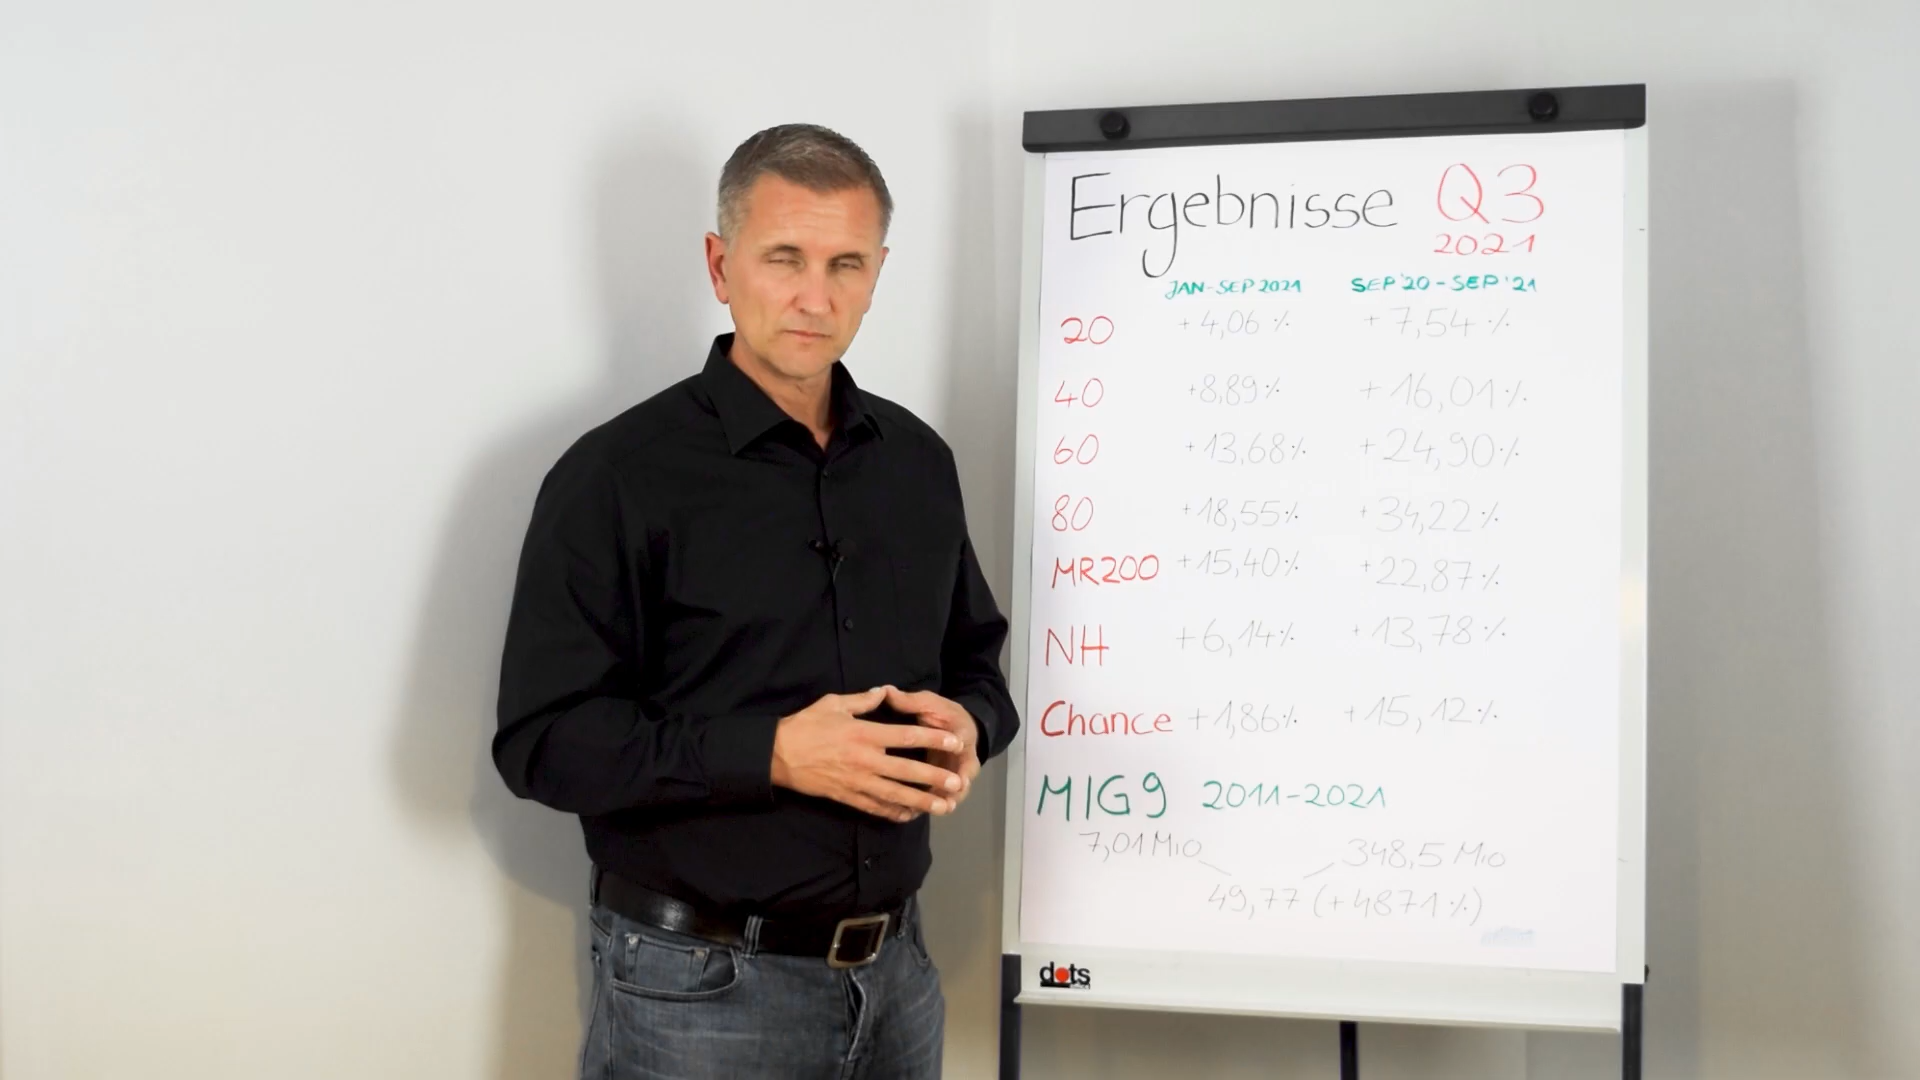 Ergebnisse Q3
2021
JAN-SEP 2021 SEP '20 - SEP '21
20 +4,06 % +7,54 %
40 +8,89 % +16,01 %
60 +13,68 % +24,90 %
80 +18,55 % +34,22 %
MR200 +15,40 % +22,87 %
NH +6,14 % +13,78 %
Chance +1,86 % +15,12 %
MIG9 2011-2021
7,01 Mio 348,5 Mio
49,77 (+4871 %)
dots